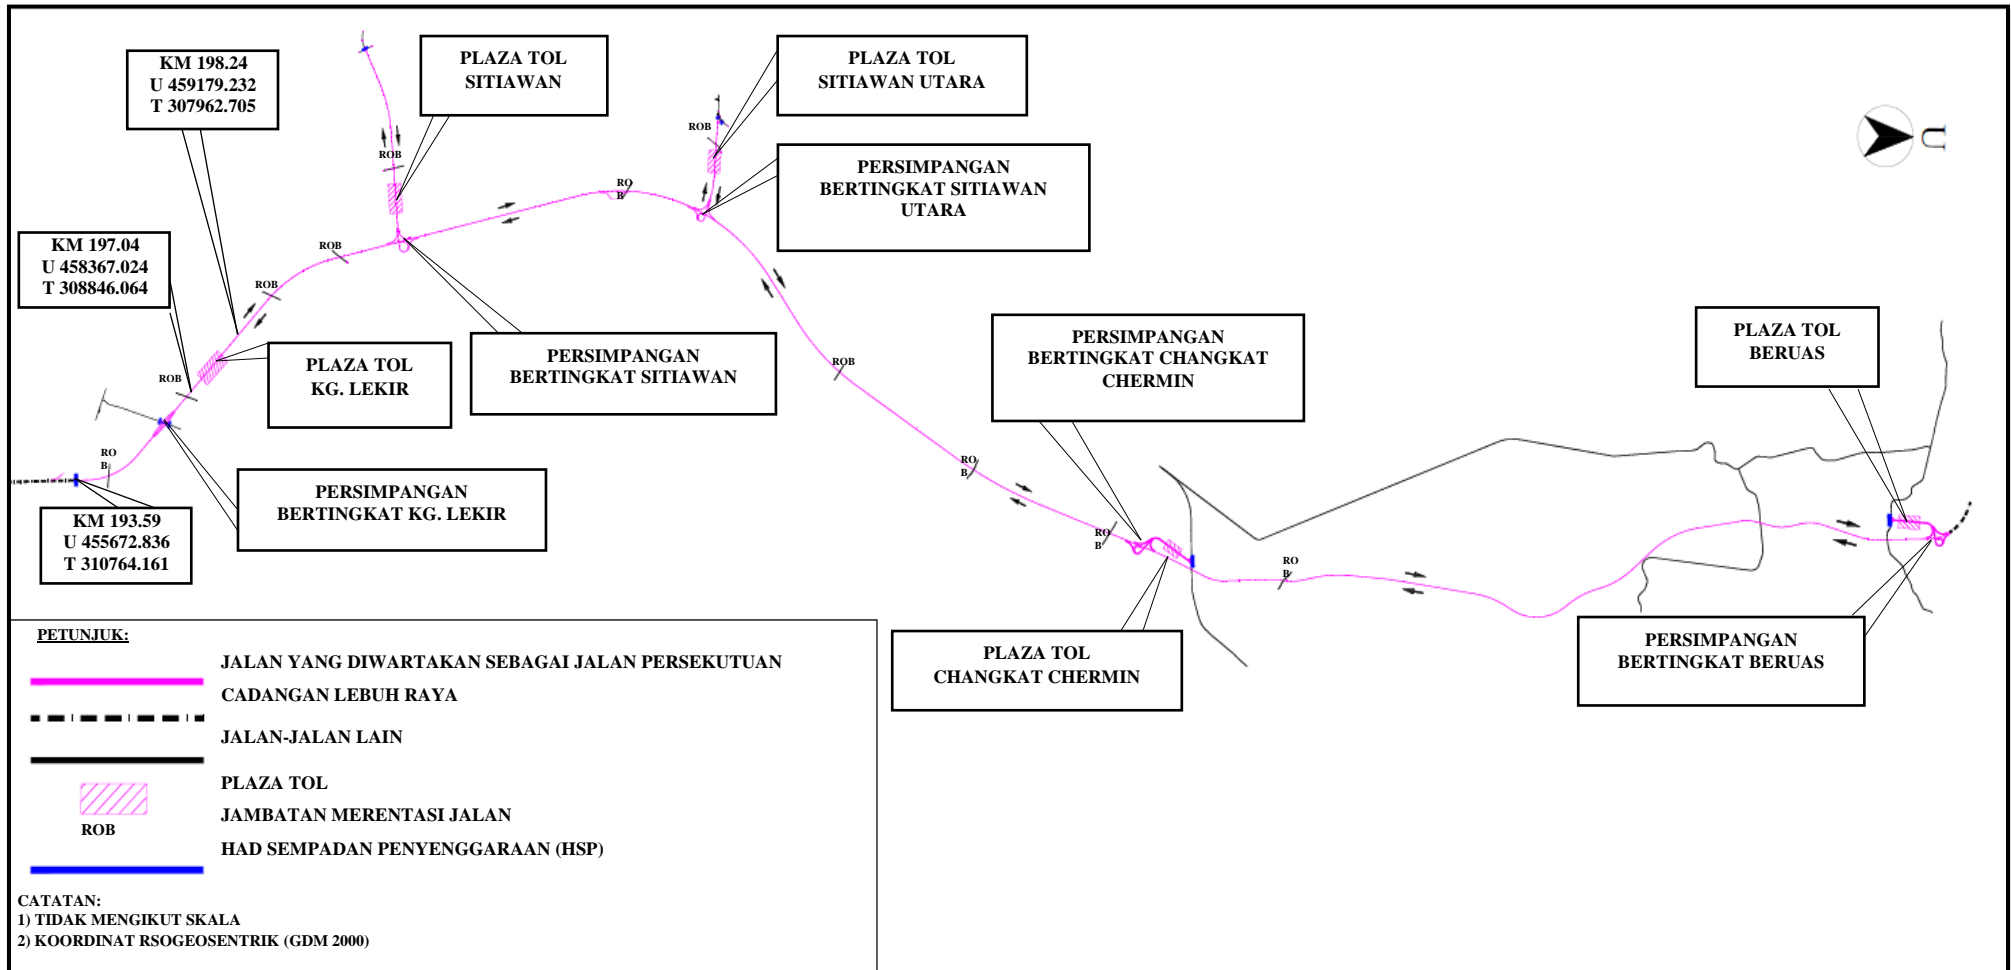 KM 198.24
U 459179.232
T 307962.705
PLAZA TOL
SITIAWAN
PLAZA TOL
SITIAWAN UTARA
ROB
ROB
PERSIMPANGAN
BERTINGKAT SITIAWAN
UTARA
RO
B
U
KM 197.04
U 458367.024
T 308846.064
ROB
ROB
ROB
PLAZA TOL
KG. LEKIR
PERSIMPANGAN
BERTINGKAT SITIAWAN
ROB
PERSIMPANGAN
BERTINGKAT CHANGKAT
CHERMIN
PLAZA TOL
BERUAS
RO
B
RO
B
RO
B
RO
B
PERSIMPANGAN
BERTINGKAT KG. LEKIR
KM 193.59
U 455672.836
T 310764.161
PLAZA TOL
CHANGKAT CHERMIN
PERSIMPANGAN
BERTINGKAT BERUAS
PETUNJUK:
JALAN YANG DIWARTAKAN SEBAGAI JALAN PERSEKUTUAN
CADANGAN LEBUH RAYA
JALAN-JALAN LAIN
PLAZA TOL
JAMBATAN MERENTASI JALAN
ROB
HAD SEMPADAN PENYENGGARAAN (HSP)
CATATAN:
1) TIDAK MENGIKUT SKALA
2) KOORDINAT RSOGEOSENTRIK (GDM 2000)